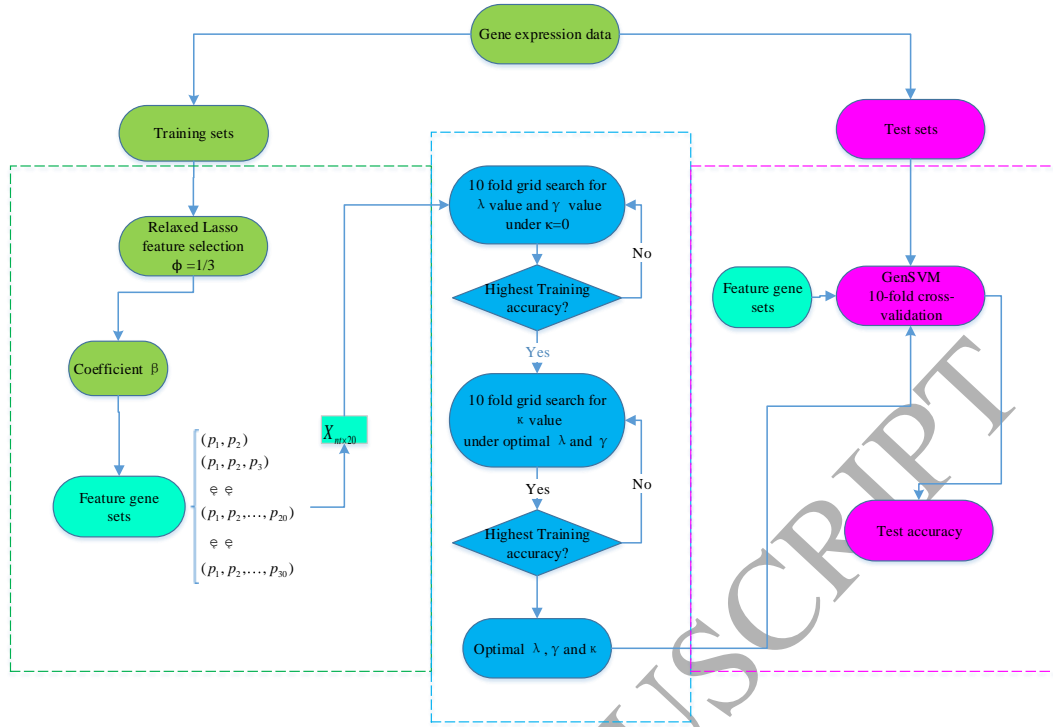 Gene expression data
Training sets
Test sets
Relaxed Lasso
feature selection
ϕ =1/3
Coefficient β
Feature gene
sets
(p₁, p₂)
(p₁, p₂, p₃)
(p₁, p₂,…, p₂₀)
(p₁, p₂,…, p₃₀)
X
10 fold grid search for
λ value and γ value
under κ=0
No
Highest Training
accuracy?
Yes
10 fold grid search for
κ value
under optimal λ and γ
Yes
No
Highest Training
accuracy?
Optimal λ , γ and κ
Feature gene
sets
GenSVM
10-fold cross-
validation
Test accuracy
USCRIPT